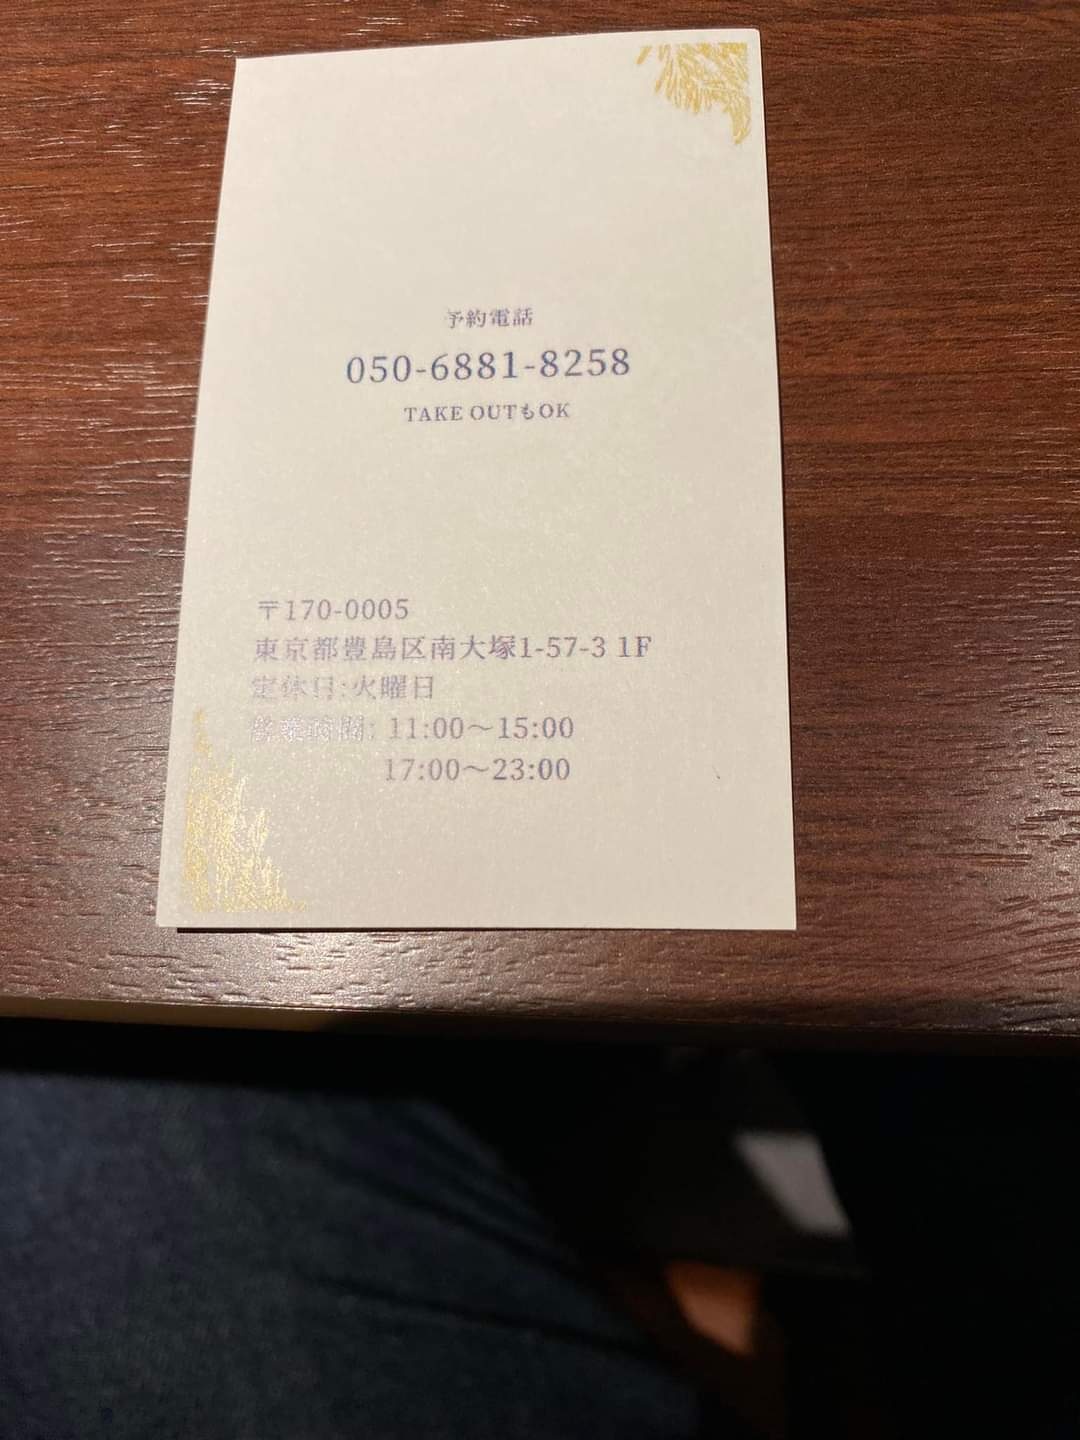 予約電話
050-6881-8258
TAKE OUTもOK
〒170-0005
東京都豊島区南大塚1-57-3 1F
定休日:火曜日
営業時間: 11:00〜15:00
17:00〜23:00